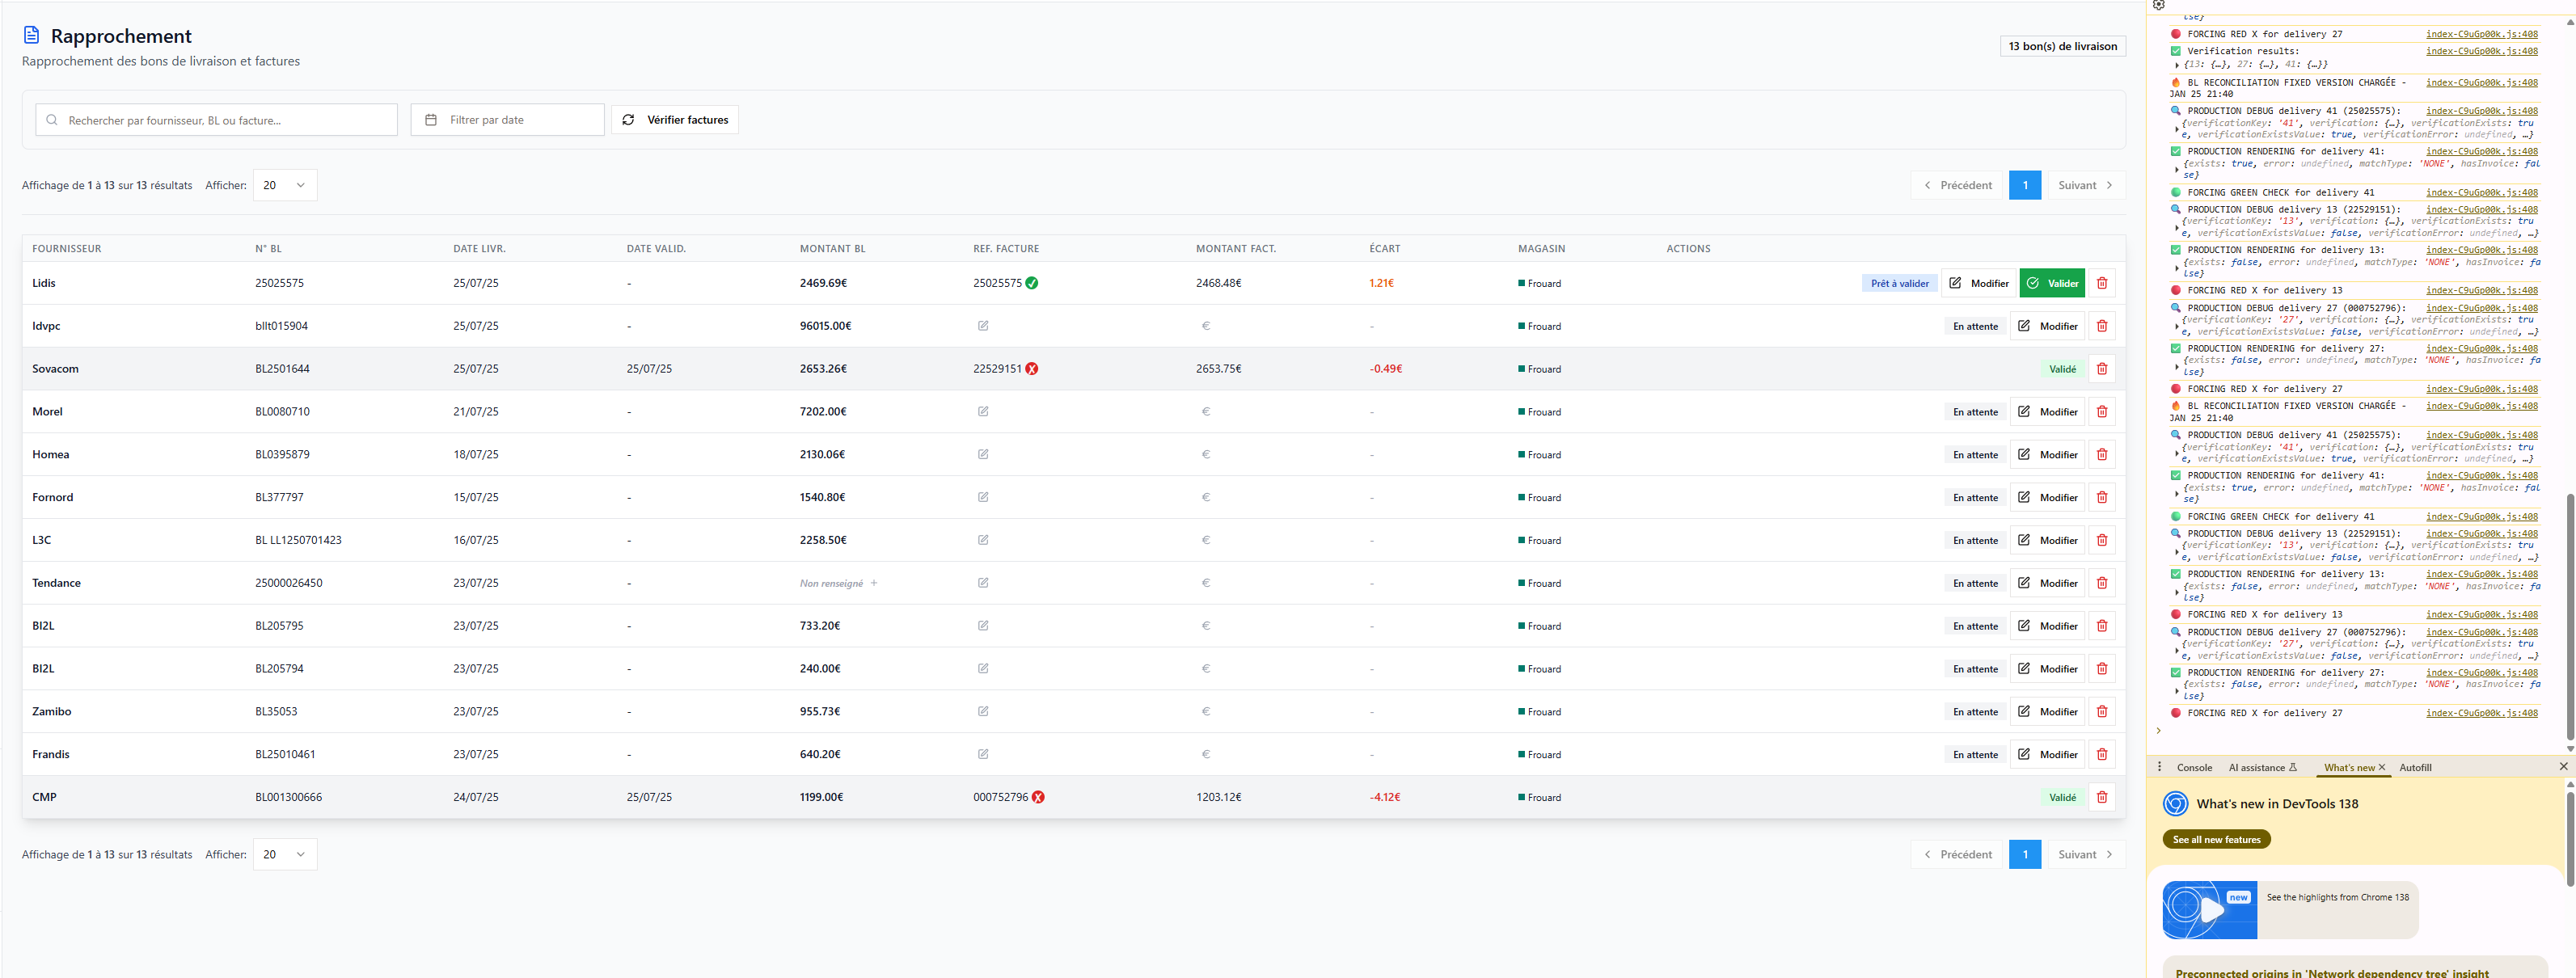 Rapprochement
Rapprochement des bons de livraison et factures
13 bon(s) de livraison
Rechercher par fournisseur, BL ou facture...
Filtrer par date
Vérifier factures
Affichage de 1 à 13 sur 13 résultats Afficher: 20
Précédent 1 Suivant
FOURNISSEUR N° BL DATE LIVR. DATE VALID. MONTANT BL REF. FACTURE MONTANT FACT. ÉCART MAGASIN ACTIONS
Lidis 25025575 25/07/25 - 2469.69€ 25025575 2468.48€ 1.21€ Frouard Prêt à valider Modifier Valider
Idvpc bllt015904 25/07/25 - 96015.00€ € - Frouard En attente Modifier
Sovacom BL2501644 25/07/25 25/07/25 2653.26€ 22529151 2653.75€ -0.49€ Frouard Validé
Morel BL0080710 21/07/25 - 7202.00€ € - Frouard En attente Modifier
Homea BL0395879 18/07/25 - 2130.06€ € - Frouard En attente Modifier
Fornord BL377797 15/07/25 - 1540.80€ € - Frouard En attente Modifier
L3C BL LL1250701423 16/07/25 - 2258.50€ € - Frouard En attente Modifier
Tendance 25000026450 23/07/25 - Non renseigné + € - Frouard En attente Modifier
BI2L BL205795 23/07/25 - 733.20€ € - Frouard En attente Modifier
BI2L BL205794 23/07/25 - 240.00€ € - Frouard En attente Modifier
Zamibo BL35053 23/07/25 - 955.73€ € - Frouard En attente Modifier
Frandis BL25010461 23/07/25 - 640.20€ € - Frouard En attente Modifier
CMP BL001300666 24/07/25 25/07/25 1199.00€ 000752796 1203.12€ -4.12€ Frouard Validé
Affichage de 1 à 13 sur 13 résultats Afficher: 20
Précédent 1 Suivant
lse}
FORCING RED X for delivery 27 index-C9uGp00k.js:408
Verification results: index-C9uGp00k.js:408
{13: {…}, 27: {…}, 41: {…}}
BL RECONCILIATION FIXED VERSION CHARGÉE - index-C9uGp00k.js:408
JAN 25 21:40
PRODUCTION DEBUG delivery 41 (25025575): index-C9uGp00k.js:408
{verificationKey: '41', verification: {…}, verificationExists: tru
e, verificationExistsValue: true, verificationError: undefined, …}
PRODUCTION RENDERING for delivery 41: index-C9uGp00k.js:408
{exists: true, error: undefined, matchType: 'NONE', hasInvoice: fal
se}
FORCING GREEN CHECK for delivery 41 index-C9uGp00k.js:408
PRODUCTION DEBUG delivery 13 (22529151): index-C9uGp00k.js:408
{verificationKey: '13', verification: {…}, verificationExists: tru
e, verificationExistsValue: false, verificationError: undefined, …}
PRODUCTION RENDERING for delivery 13: index-C9uGp00k.js:408
{exists: false, error: undefined, matchType: 'NONE', hasInvoice: fa
lse}
FORCING RED X for delivery 13 index-C9uGp00k.js:408
PRODUCTION DEBUG delivery 27 (000752796): index-C9uGp00k.js:408
{verificationKey: '27', verification: {…}, verificationExists: tru
e, verificationExistsValue: false, verificationError: undefined, …}
PRODUCTION RENDERING for delivery 27: index-C9uGp00k.js:408
{exists: false, error: undefined, matchType: 'NONE', hasInvoice: fa
lse}
FORCING RED X for delivery 27 index-C9uGp00k.js:408
BL RECONCILIATION FIXED VERSION CHARGÉE - index-C9uGp00k.js:408
JAN 25 21:40
PRODUCTION DEBUG delivery 41 (25025575): index-C9uGp00k.js:408
{verificationKey: '41', verification: {…}, verificationExists: tru
e, verificationExistsValue: true, verificationError: undefined, …}
PRODUCTION RENDERING for delivery 41: index-C9uGp00k.js:408
{exists: true, error: undefined, matchType: 'NONE', hasInvoice: fal
se}
FORCING GREEN CHECK for delivery 41 index-C9uGp00k.js:408
PRODUCTION DEBUG delivery 13 (22529151): index-C9uGp00k.js:408
{verificationKey: '13', verification: {…}, verificationExists: tru
e, verificationExistsValue: false, verificationError: undefined, …}
PRODUCTION RENDERING for delivery 13: index-C9uGp00k.js:408
{exists: false, error: undefined, matchType: 'NONE', hasInvoice: fa
lse}
FORCING RED X for delivery 13 index-C9uGp00k.js:408
PRODUCTION DEBUG delivery 27 (000752796): index-C9uGp00k.js:408
{verificationKey: '27', verification: {…}, verificationExists: tru
e, verificationExistsValue: false, verificationError: undefined, …}
PRODUCTION RENDERING for delivery 27: index-C9uGp00k.js:408
{exists: false, error: undefined, matchType: 'NONE', hasInvoice: fa
lse}
FORCING RED X for delivery 27 index-C9uGp00k.js:408
Console AI assistance What's new Autofill
What's new in DevTools 138
See all new features
new
See the highlights from Chrome 138
Preconnected origins in 'Network dependency tree' insight